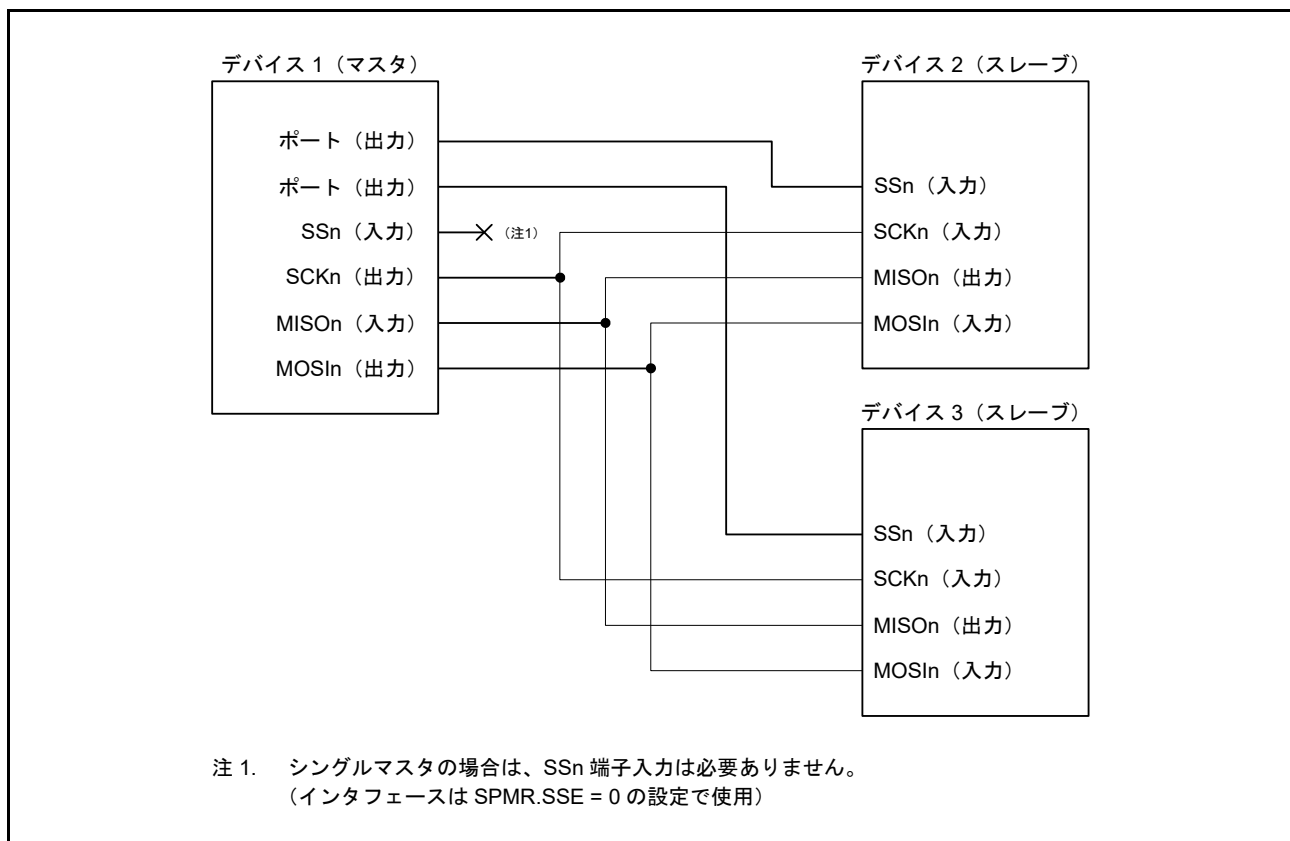 デバイス 1（マスタ）
ポート（出力）
ポート（出力）
SSn（入力）
（注1）
SCKn（出力）
MISOn（入力）
MOSIn（出力）
デバイス 2（スレーブ）
SSn（入力）
SCKn（入力）
MISOn（出力）
MOSIn（入力）
デバイス 3（スレーブ）
SSn（入力）
SCKn（入力）
MISOn（出力）
MOSIn（入力）
注 1. シングルマスタの場合は、SSn 端子入力は必要ありません。
（インタフェースは SPMR.SSE = 0 の設定で使用）